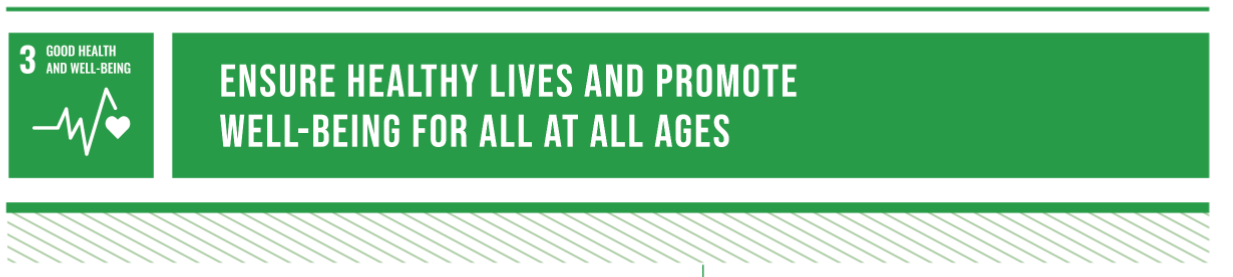 3 GOOD HEALTH
AND WELL-BEING
ENSURE HEALTHY LIVES AND PROMOTE
WELL-BEING FOR ALL AT ALL AGES